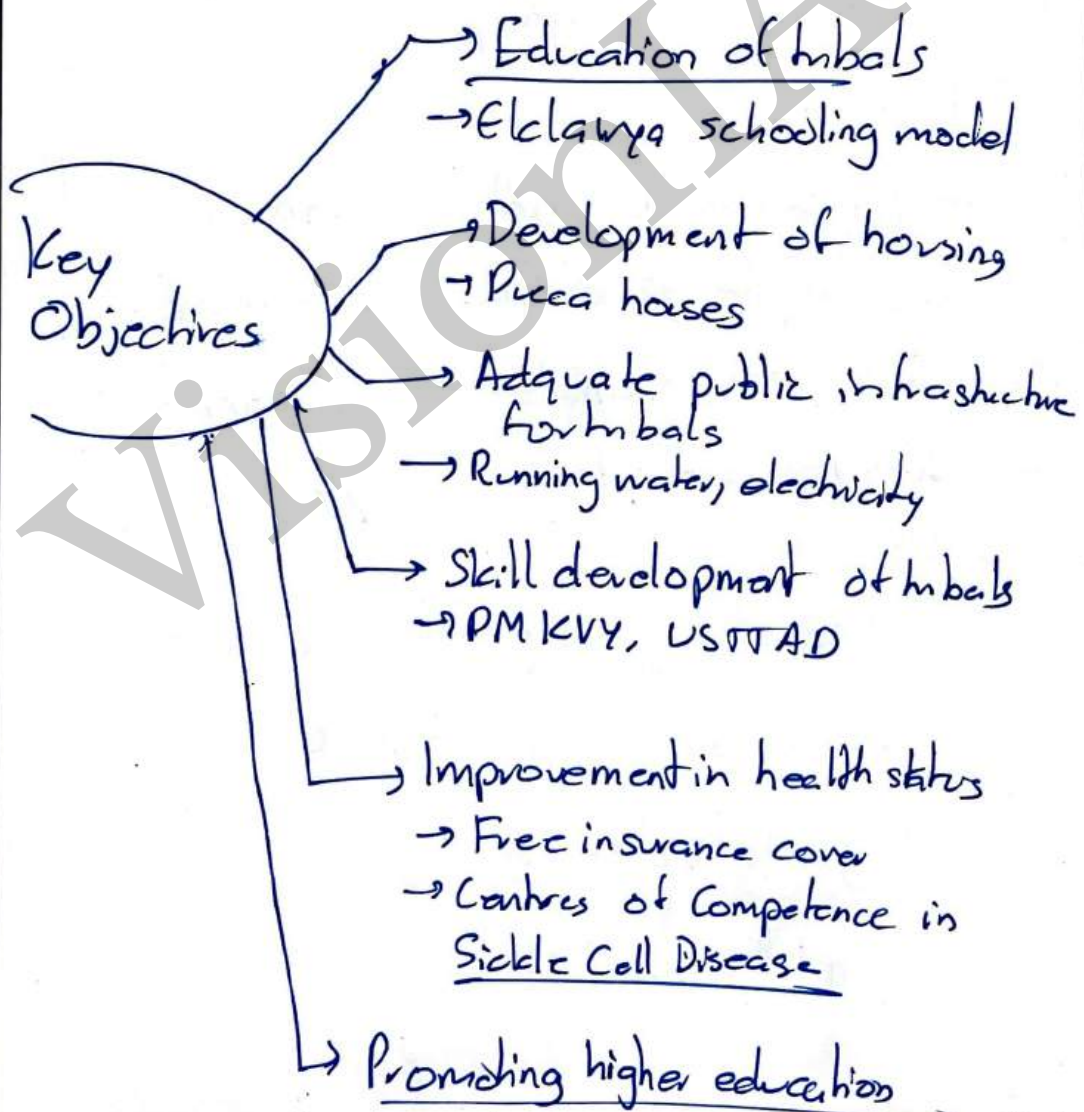 Key
Objectives
→ Education of tribals
→ Eklavya schooling model
→ Development of housing
→ Pucca houses
→ Adquate public infrastructure
for tribals
→ Running water, electricity
→ Skill development of tribals
→ PMKVY, USTTAD
→ Improvement in health status
→ Free insurance cover
→ Centres of Competence in
Sickle Cell Disease
→ Promoting higher education
VisionIA